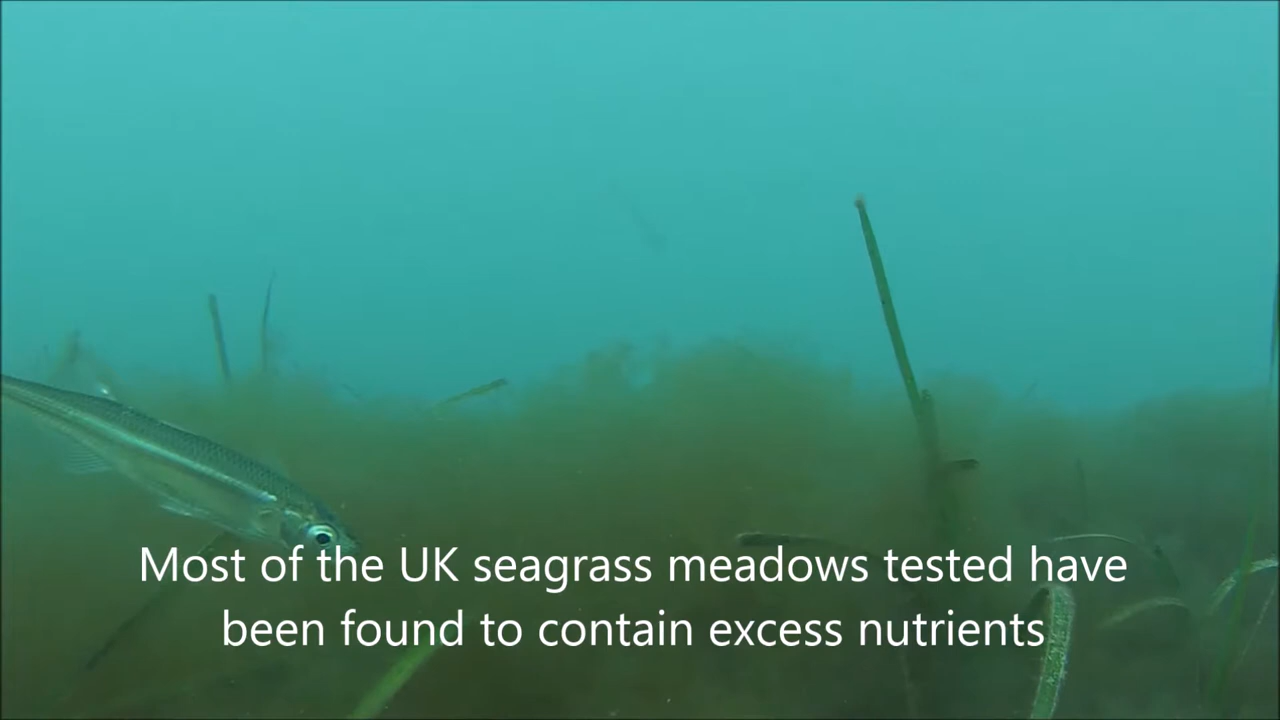 Most of the UK seagrass meadows tested have
been found to contain excess nutrients